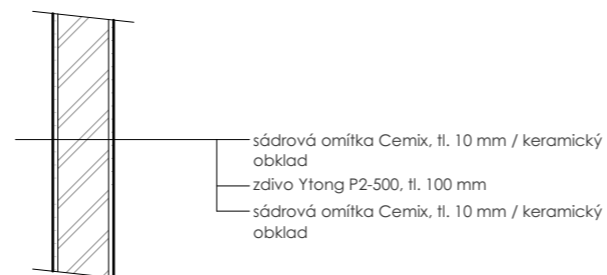 sádrová omítka Cemix, tl. 10 mm / keramický
obklad
zdivo Ytong P2-500, tl. 100 mm
sádrová omítka Cemix, tl. 10 mm / keramický
obklad